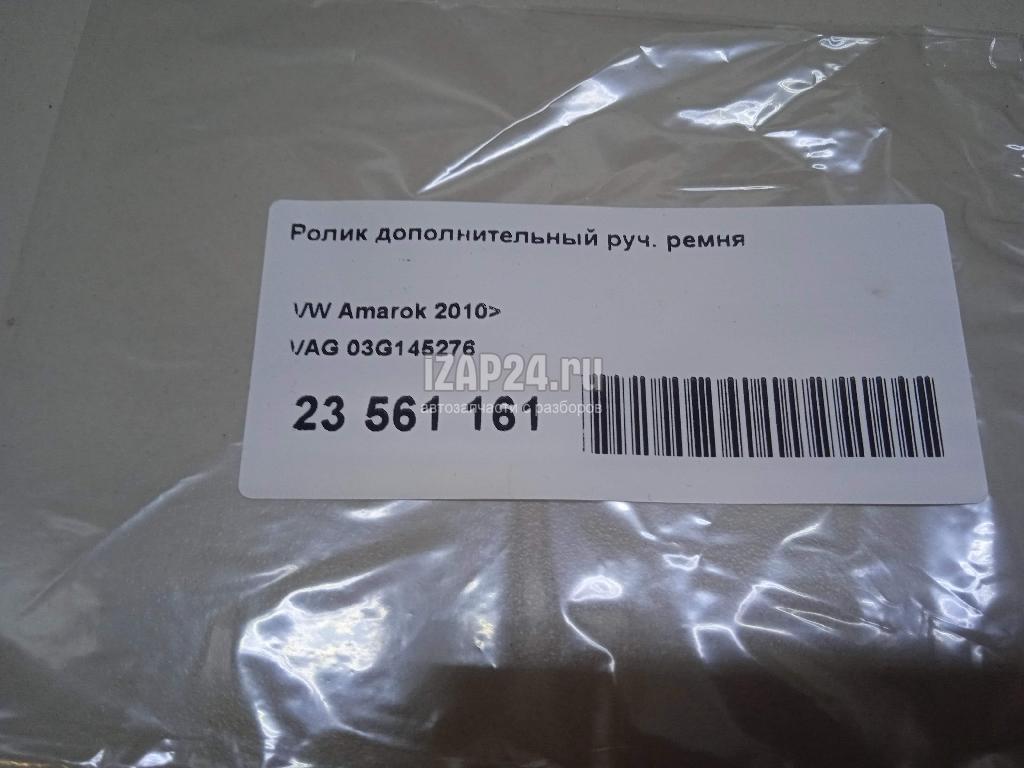 Ролик дополнительный руч. ремня
VW Amarok 2010>
VAG 03G145276
iZAP24.ru
23 561 161
автозапчасти с разборов